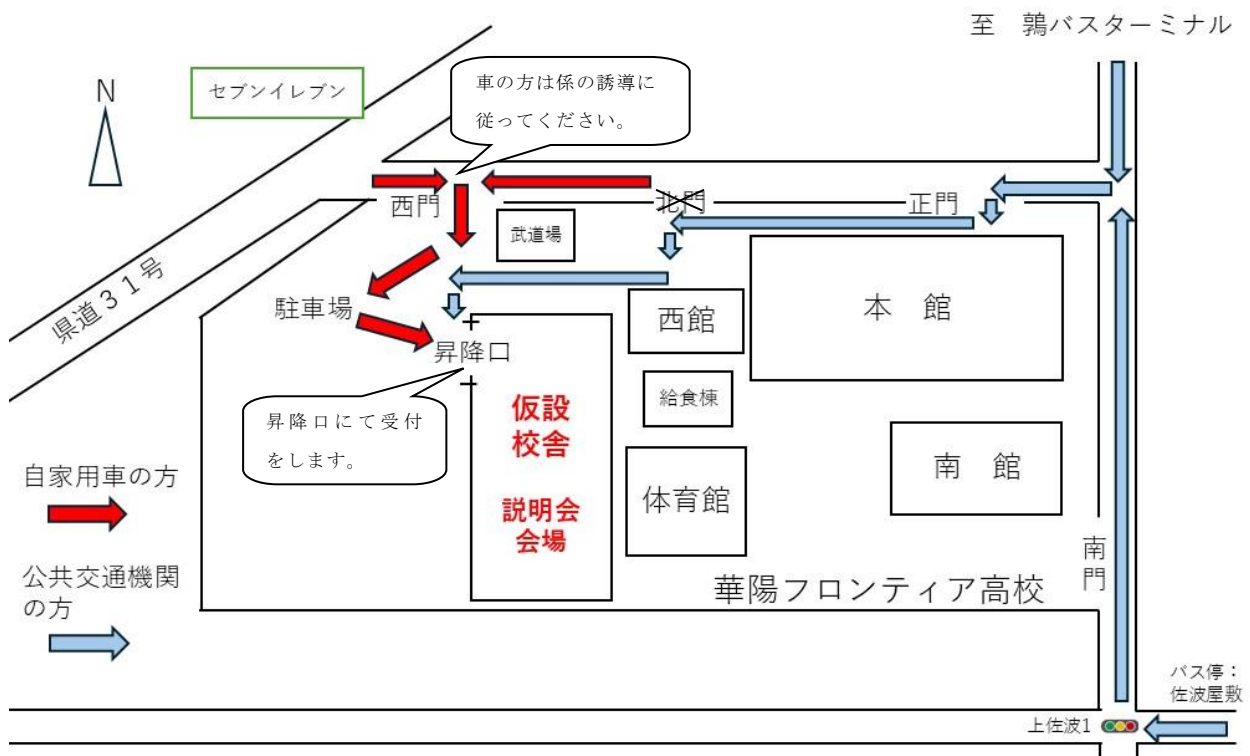 至　鶉バスターミナル
N
セブンイレブン
車の方は係の誘導に
従ってください。
西門
北門
正門
武道場
県道３１号
駐車場
西館
本　館
昇降口
給食棟
昇降口にて受付
をします。
仮設
校舎
説明会
会場
体育館
南　館
自家用車の方
公共交通機関
の方
南門
華陽フロンティア高校
バス停：
佐波屋敷
上佐波1